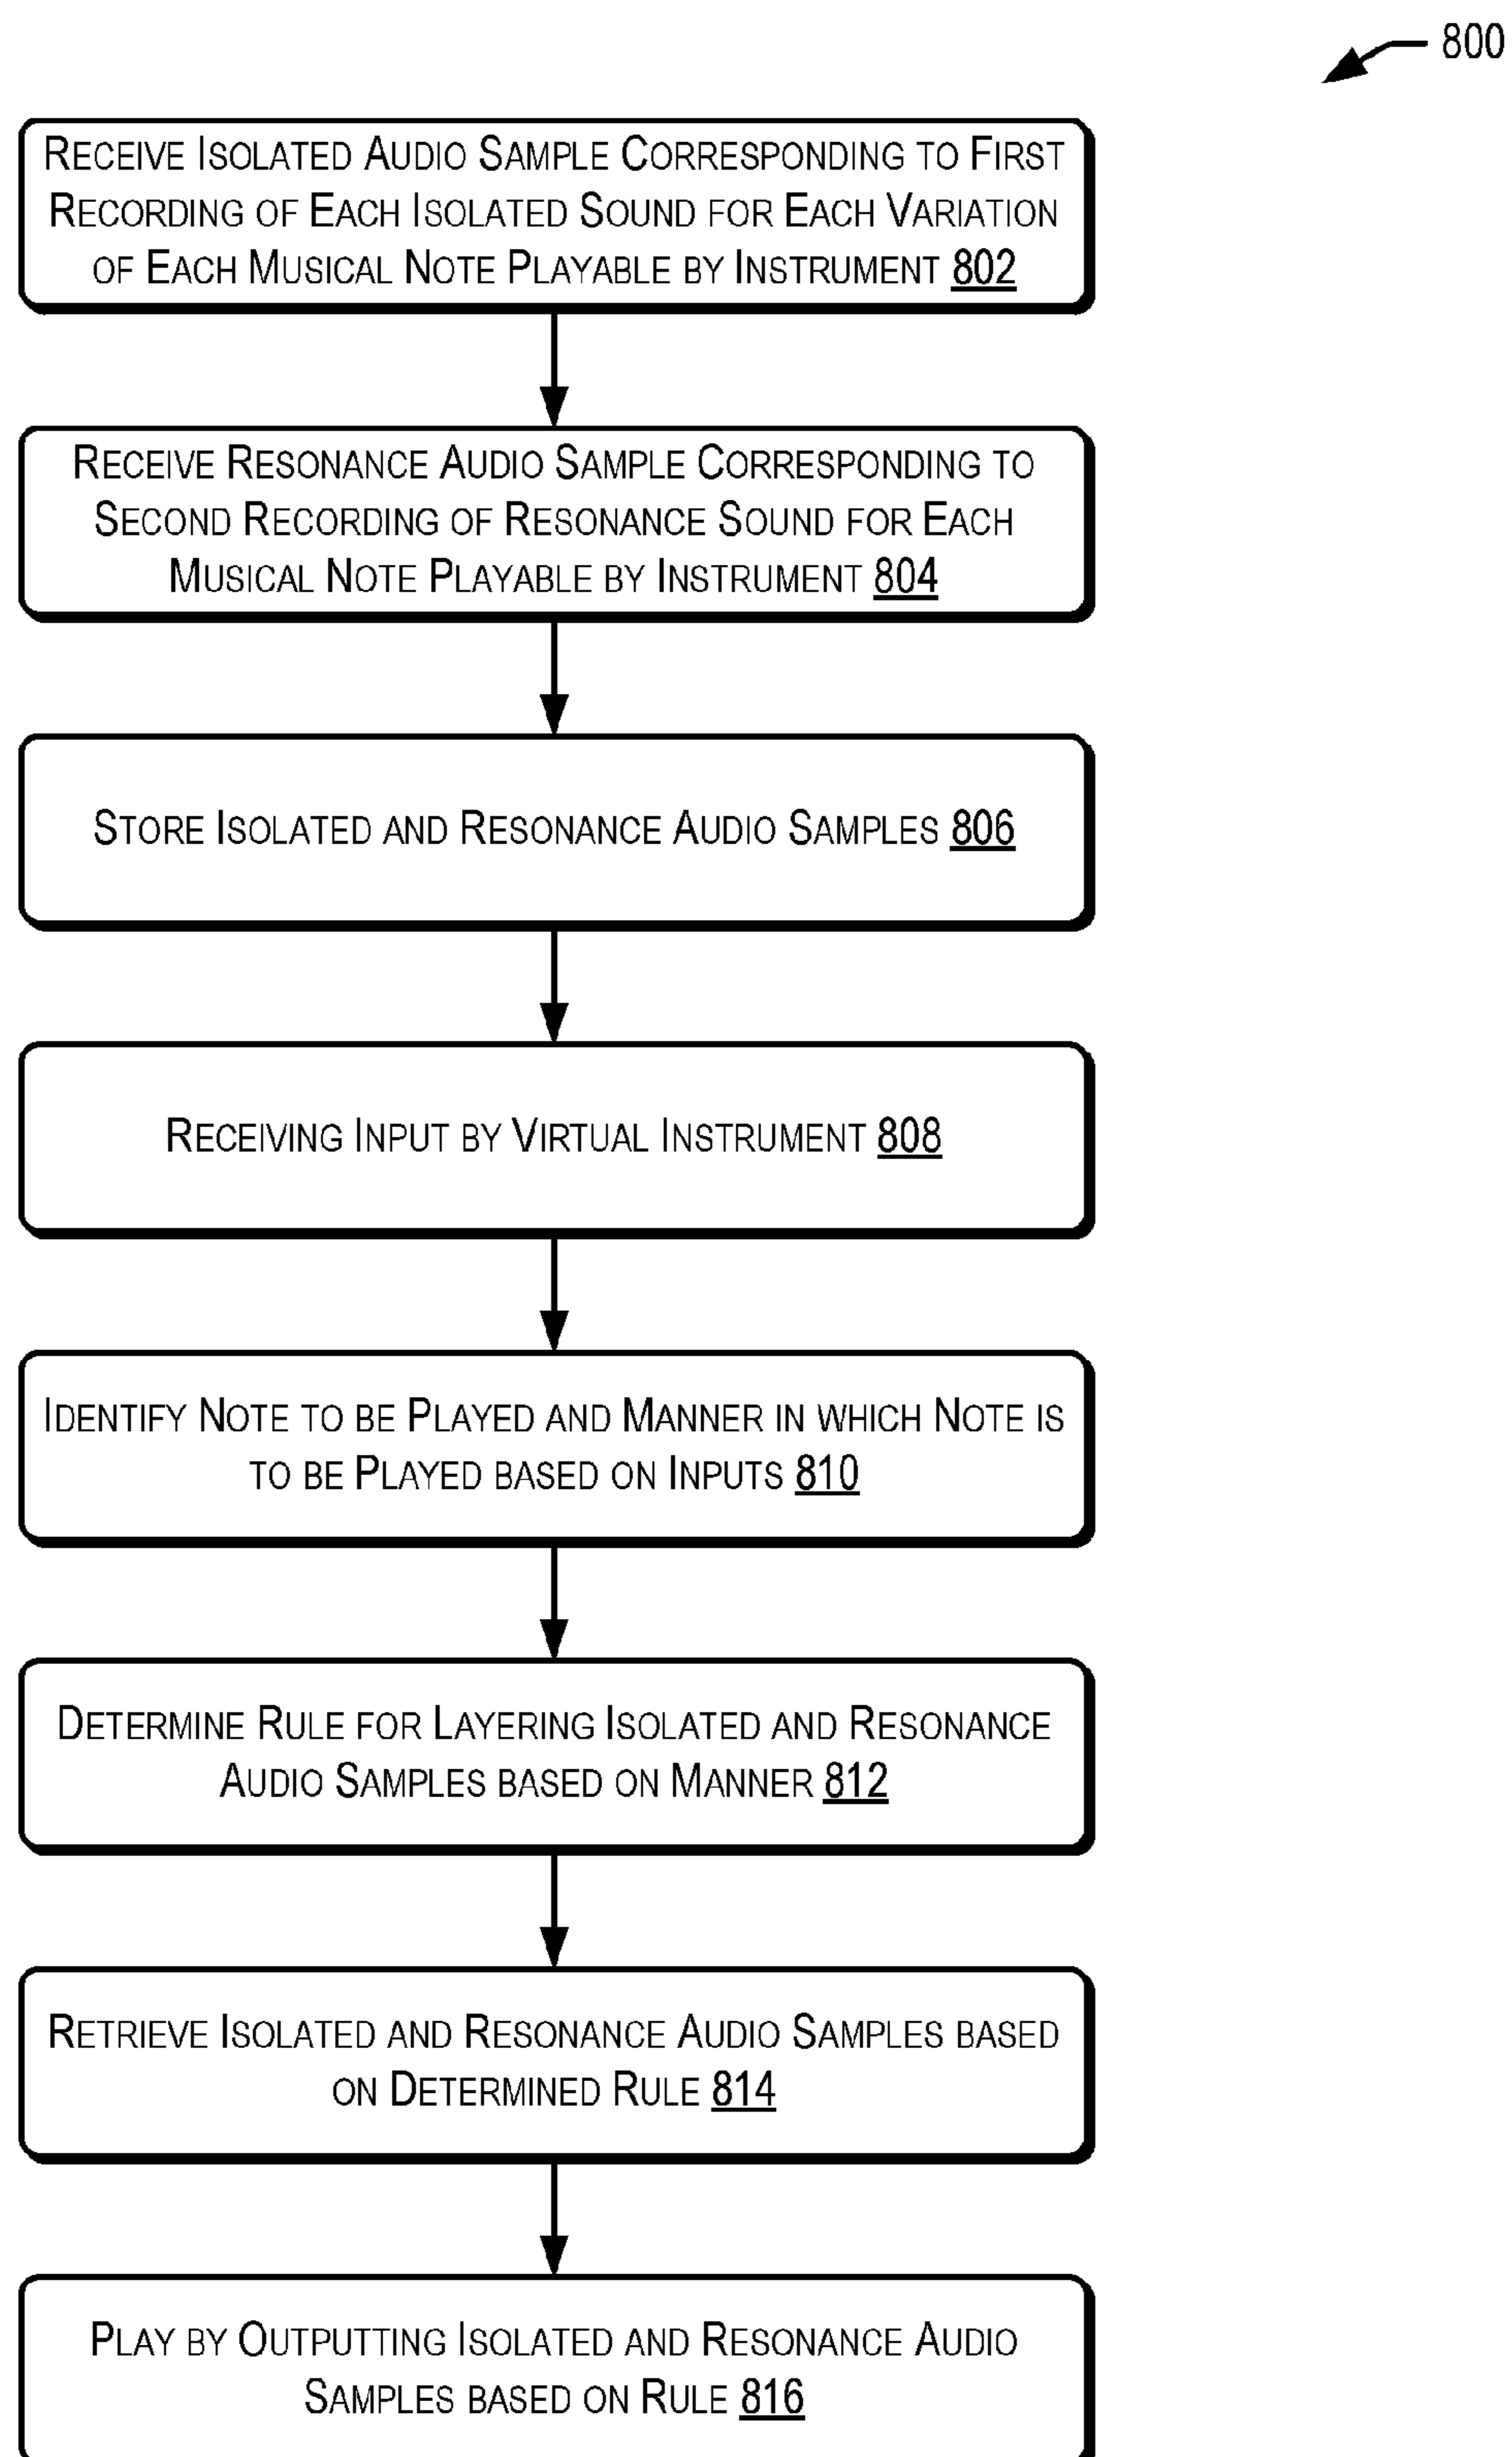 800
Receive Isolated Audio Sample Corresponding to First
Recording of Each Isolated Sound for Each Variation
of Each Musical Note Playable by Instrument 802
Receive Resonance Audio Sample Corresponding to
Second Recording of Resonance Sound for Each
Musical Note Playable by Instrument 804
Store Isolated and Resonance Audio Samples 806
Receiving Input by Virtual Instrument 808
Identify Note to be Played and Manner in which Note is
to be Played based on Inputs 810
Determine Rule for Layering Isolated and Resonance
Audio Samples based on Manner 812
Retrieve Isolated and Resonance Audio Samples based
on Determined Rule 814
Play by Outputting Isolated and Resonance Audio
Samples based on Rule 816